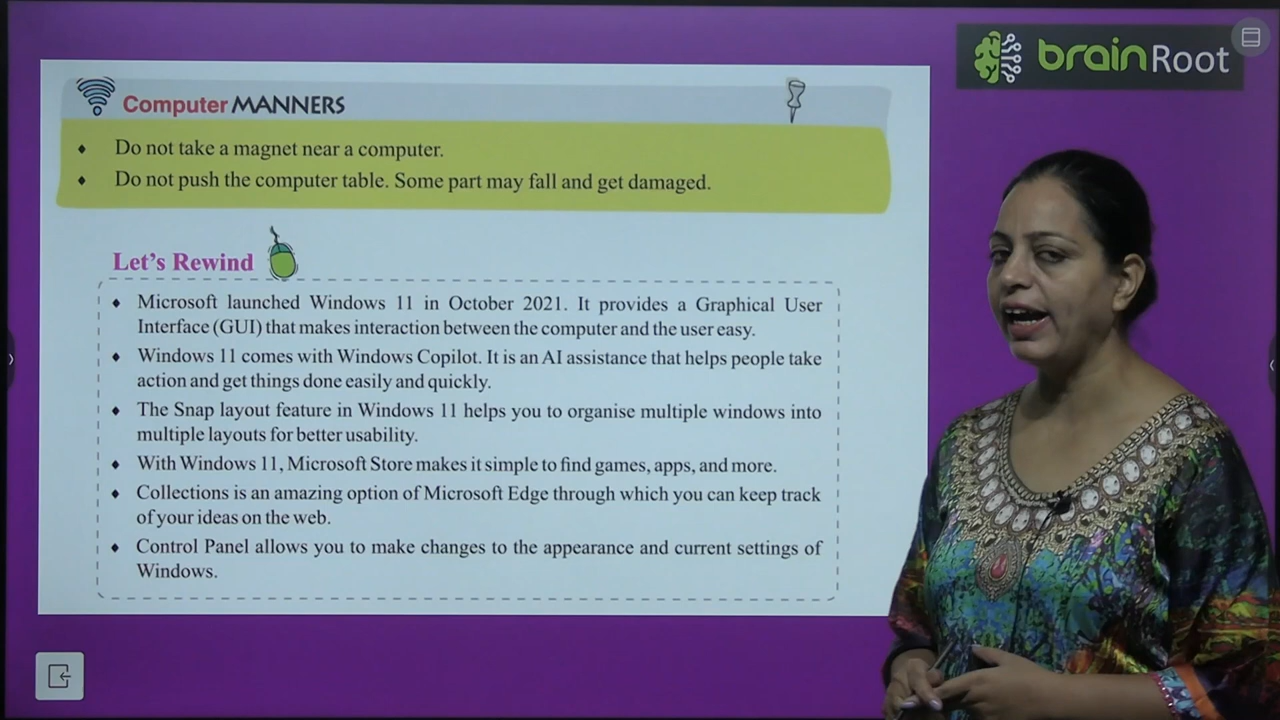 brainRoot
Computer MANNERS
♦ Do not take a magnet near a computer.
♦ Do not push the computer table. Some part may fall and get damaged.
Let's Rewind
♦ Microsoft launched Windows 11 in October 2021. It provides a Graphical User
Interface (GUI) that makes interaction between the computer and the user easy.
♦ Windows 11 comes with Windows Copilot. It is an AI assistance that helps people take
action and get things done easily and quickly.
♦ The Snap layout feature in Windows 11 helps you to organise multiple windows into
multiple layouts for better usability.
♦ With Windows 11, Microsoft Store makes it simple to find games, apps, and more.
♦ Collections is an amazing option of Microsoft Edge through which you can keep track
of your ideas on the web.
♦ Control Panel allows you to make changes to the appearance and current settings of
Windows.